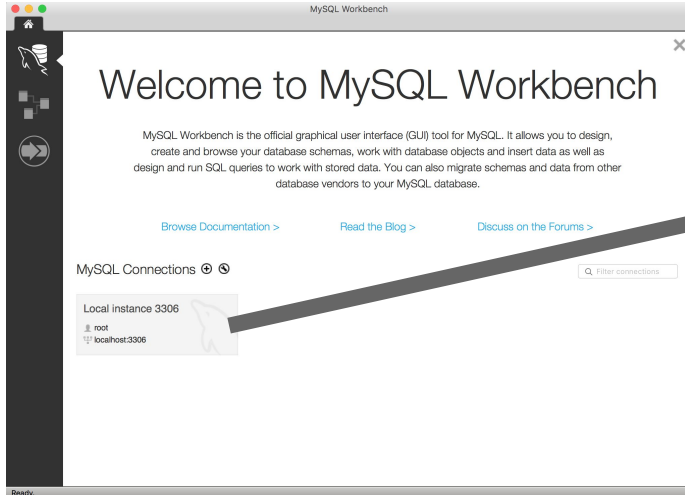 MySQL Workbench
Welcome to MySQL Workbench
MySQL Workbench is the official graphical user interface (GUI) tool for MySQL. It allows you to design,
create and browse your database schemas, work with database objects and insert data as well as
design and run SQL queries to work with stored data. You can also migrate schemas and data from other
database vendors to your MySQL database.
Browse Documentation >
Read the Blog >
Discuss on the Forums >
MySQL Connections
Filter connections
Local instance 3306
root
localhost:3306
Ready.